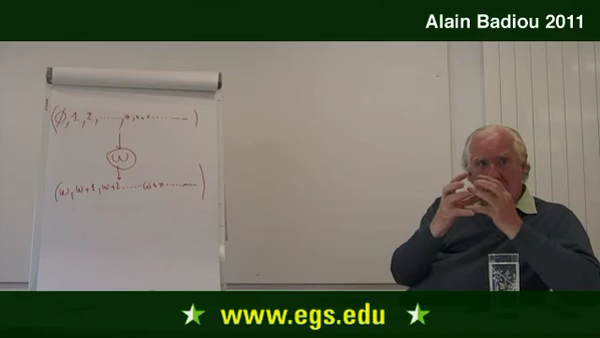 Alain Badiou 2011
(∅, 1, 2, ......, n, n+1 ........)
ω
(ω, ω+1, ω+2 ...... ω+n ........)
www.egs.edu